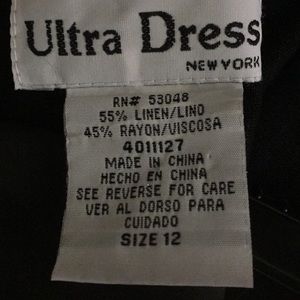 Ultra Dress
NEW YORK
RN# 53048
55% LINEN/LINO
45% RAYON/VISCOSA
4011127
MADE IN CHINA
HECHO EN CHINA
SEE REVERSE FOR CARE
VER AL DORSO PARA
CUIDADO
SIZE 12